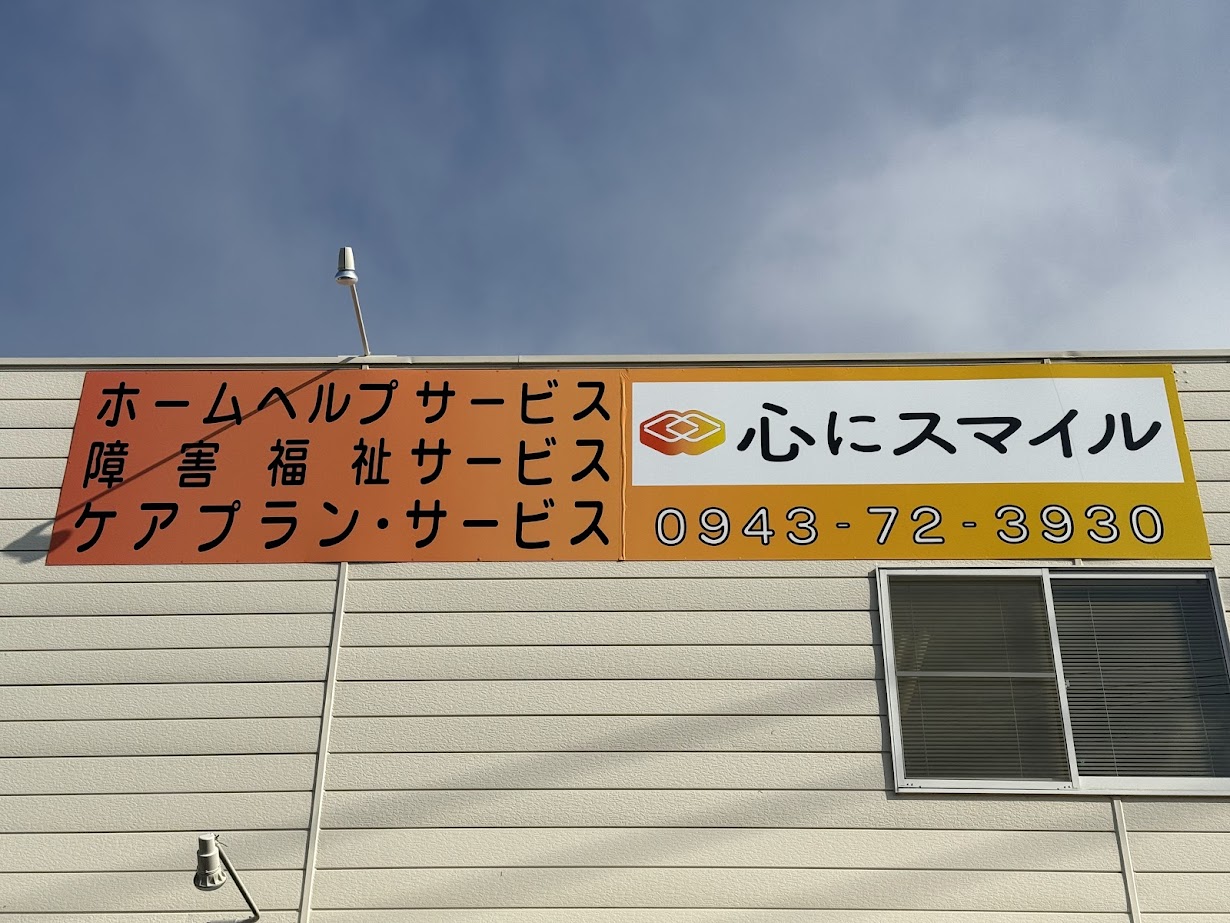 ホームヘルプサービス
障害福祉サービス
ケアプラン・サービス
心にスマイル
0943-72-3930